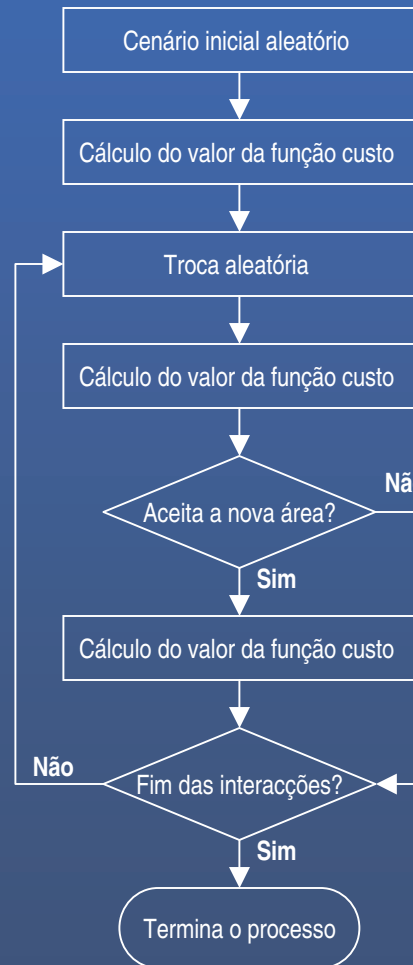 Cenário inicial aleatório
Cálculo do valor da função custo
Troca aleatória
Cálculo do valor da função custo
Aceita a nova área?
Sim
Cálculo do valor da função custo
Não
Fim das interacções?
Sim
Termina o processo